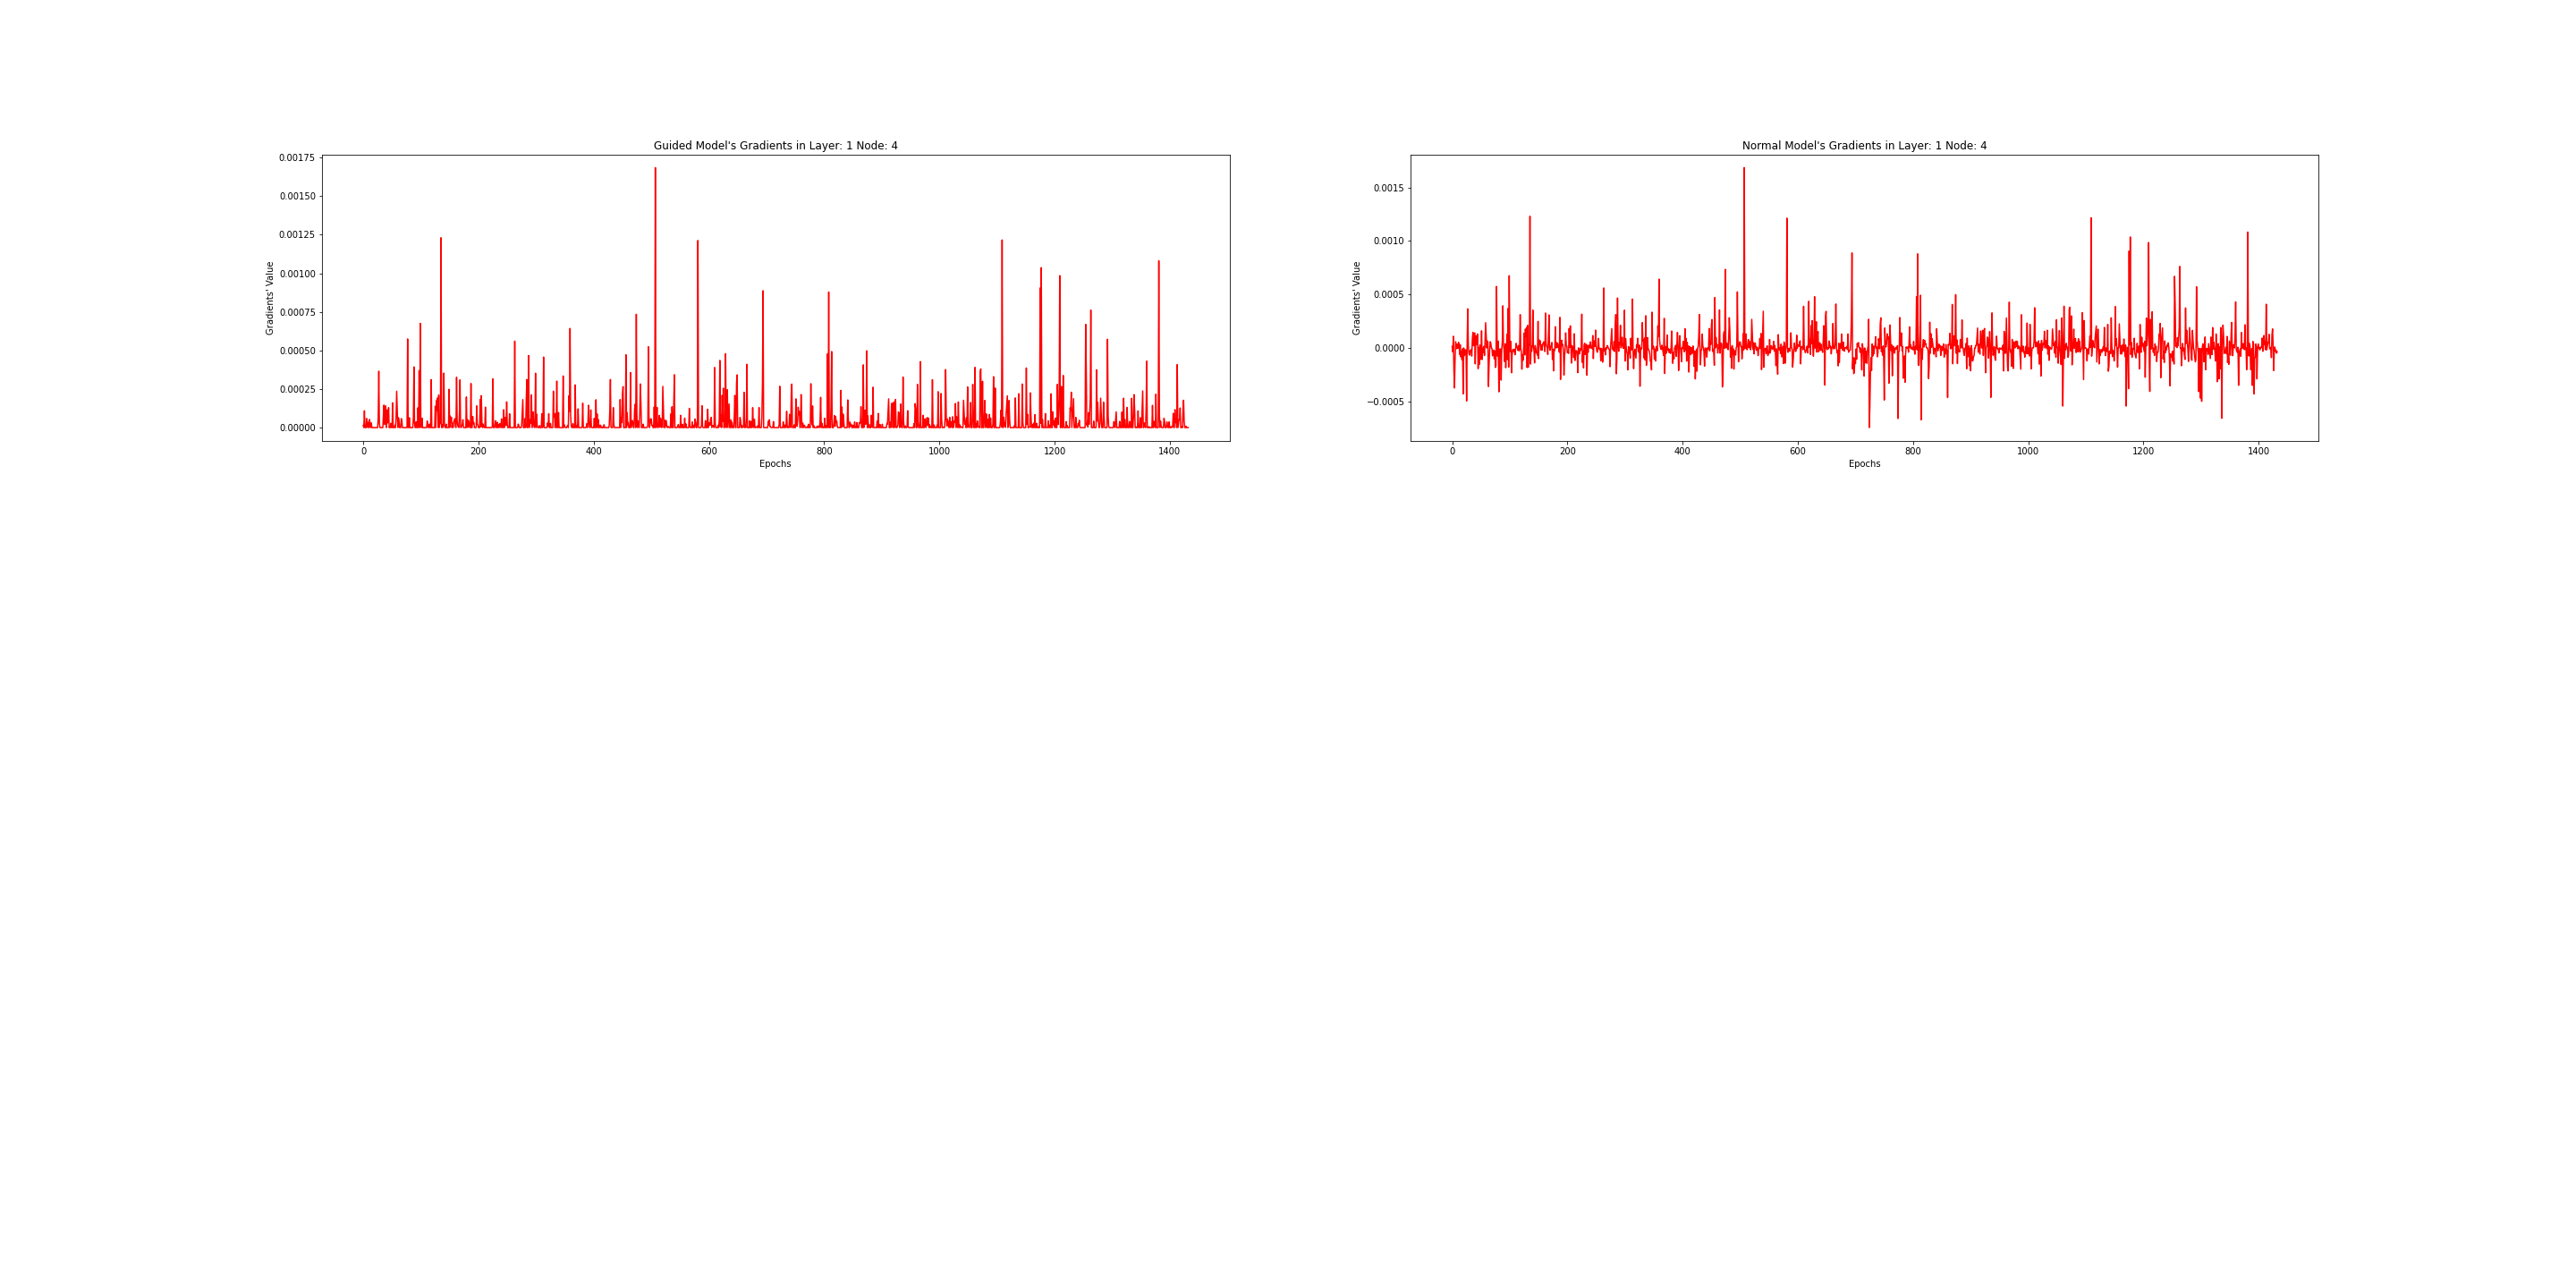 Guided Model's Gradients in Layer: 1 Node: 4
Gradients' Value
0.00175
0.00150
0.00125
0.00100
0.00075
0.00050
0.00025
0.00000
0 200 400 600 800 1000 1200 1400
Epochs
Normal Model's Gradients in Layer: 1 Node: 4
Gradients' Value
0.0015
0.0010
0.0005
0.0000
−0.0005
0 200 400 600 800 1000 1200 1400
Epochs